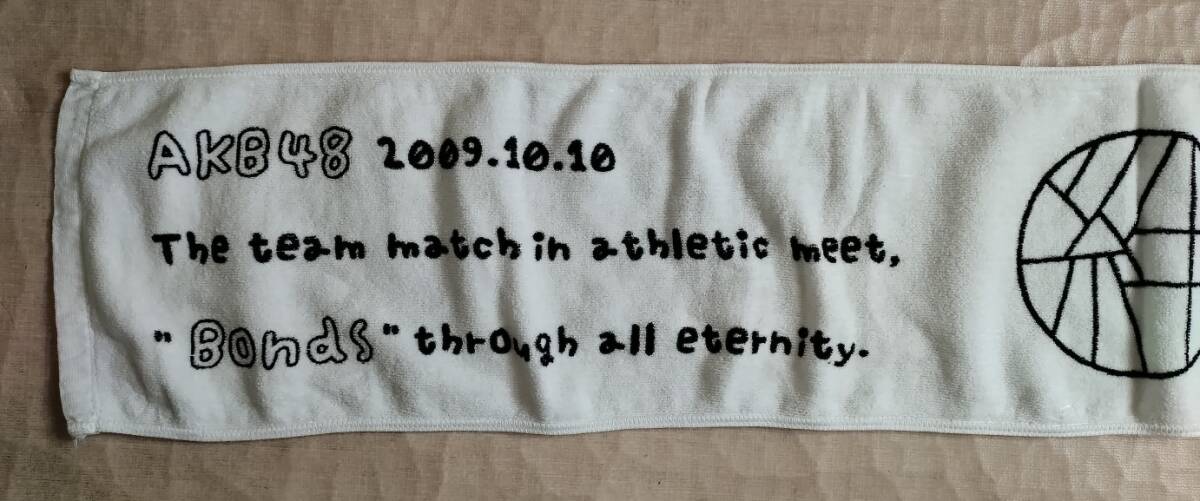 AKB48 2009.10.10
The team match in athletic meet,
"Bonds" through all eternity.